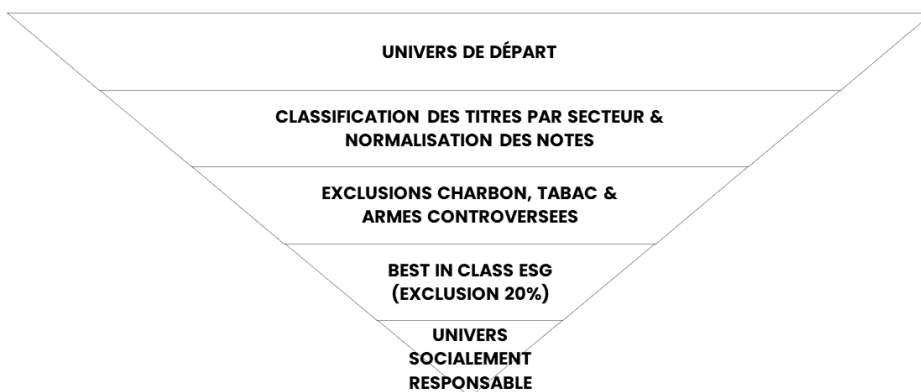 UNIVERS DE DÉPART
CLASSIFICATION DES TITRES PAR SECTEUR &
NORMALISATION DES NOTES
EXCLUSIONS CHARBON, TABAC &
ARMES CONTROVERSEES
BEST IN CLASS ESG
(EXCLUSION 20%)
UNIVERS
SOCIALEMENT
RESPONSABLE